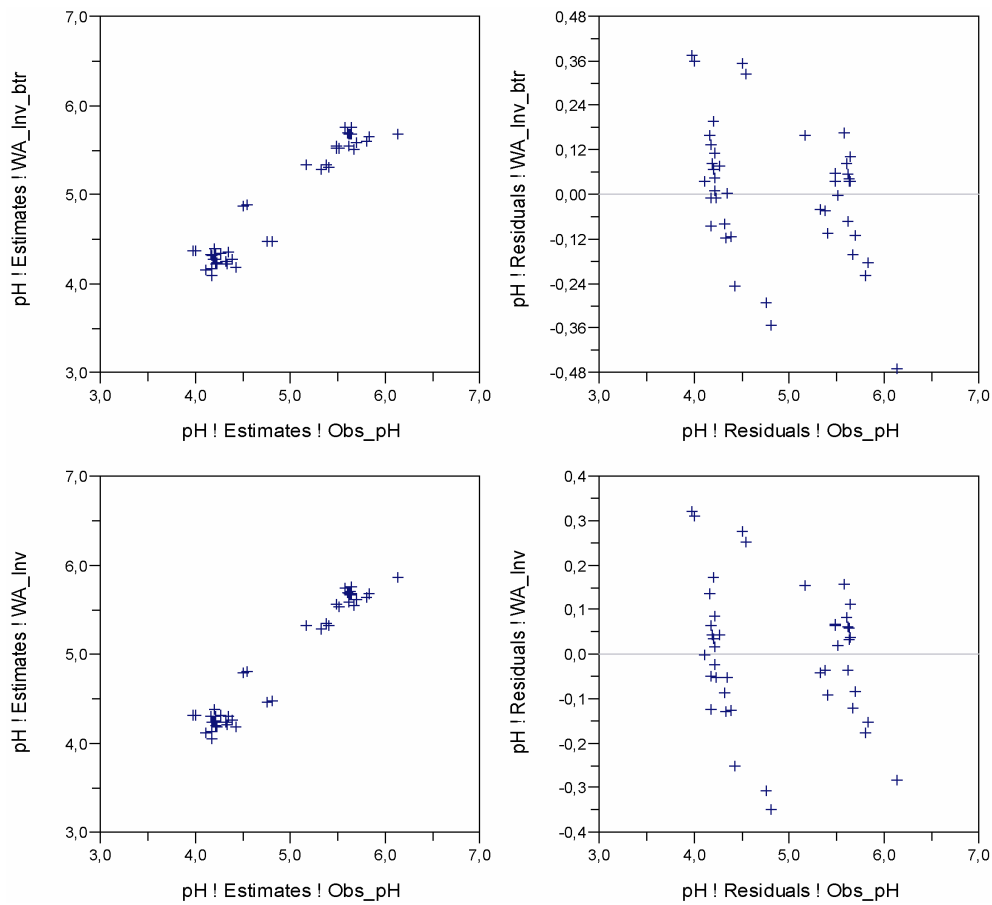 7,0
6,0
5,0
4,0
3,0
3,0 4,0 5,0 6,0 7,0
pH ! Estimates ! WA_Inv_btr
pH ! Estimates ! Obs_pH
0,48
0,36
0,24
0,12
0,00
-0,12
-0,24
-0,36
-0,48
3,0 4,0 5,0 6,0 7,0
pH ! Residuals ! WA_Inv_btr
pH ! Residuals ! Obs_pH
7,0
6,0
5,0
4,0
3,0
3,0 4,0 5,0 6,0 7,0
pH ! Estimates ! WA_Inv
pH ! Estimates ! Obs_pH
0,4
0,3
0,2
0,1
0,0
-0,1
-0,2
-0,3
-0,4
3,0 4,0 5,0 6,0 7,0
pH ! Residuals ! WA_Inv
pH ! Residuals ! Obs_pH